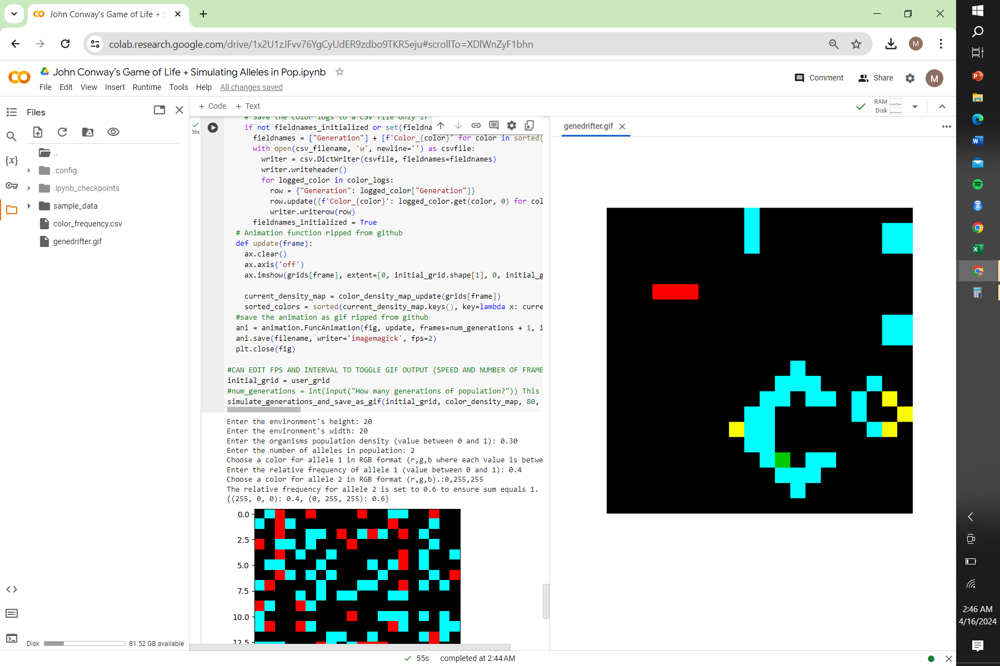 John Conway's Game of Life + S
colab.research.google.com/drive/1x2U1zJFvv76YgCyUdER9zdbo9TKR5eju#scrollTo=XDlWnZyF1bhn
M
John Conway's Game of Life + Simulating Alleles in Pop.ipynb
Comment
Share
M
File Edit View Insert Runtime Tools Help All changes saved
Files
+ Code + Text
RAM
Disk
..
.config
.ipynb_checkpoints
sample_data
color_frequency.csv
genedrifter.gif
{x}
Disk
81.52 GB available
56s
# Save the color logs to a CSV file only if
if not fieldnames_initialized or set(fieldna
fieldnames = ["Generation"] + [f'Color_{color}' for color in sorted(
with open(csv_filename, 'w', newline='') as csvfile:
writer = csv.DictWriter(csvfile, fieldnames=fieldnames)
writer.writeheader()
for logged_color in color_logs:
row = {"Generation": logged_color["Generation"]}
row.update({f'Color_{color}': logged_color.get(color, 0) for col
writer.writerow(row)
fieldnames_initialized = True
# Animation function ripped from github
def update(frame):
ax.clear()
ax.axis('off')
ax.imshow(grids[frame], extent=[0, initial_grid.shape[1], 0, initial_g
current_density_map = color_density_map_update(grids[frame])
sorted_colors = sorted(current_density_map.keys(), key=lambda x: curre
#save the animation as gif ripped from github
ani = animation.FuncAnimation(fig, update, frames=num_generations + 1, i
ani.save(filename, writer='imagemagick', fps=2)
plt.close(fig)
#CAN EDIT FPS AND INTERVAL TO TOGGLE GIF OUTPUT (SPEED AND NUMBER OF FRAME
initial_grid = user_grid
#num_generations = int(input("How many generations of population?")) This
simulate_generations_and_save_as_gif(initial_grid, color_density_map, 80,
Enter the environment's height: 20
Enter the environment's width: 20
Enter the organisms population density (value between 0 and 1): 0.30
Enter the number of alleles in population: 2
Choose a color for allele 1 in RGB format (r,g,b where each value is betwe
Enter the relative frequency of allele 1 (value between 0 and 1): 0.4
Choose a color for allele 2 in RGB format (r,g,b).:0,255,255
The relative frequency for allele 2 is set to 0.6 to ensure sum equals 1.
{(255, 0, 0): 0.4, (0, 255, 255): 0.6}
0.0
2.5
5.0
7.5
10.0
12.5
genedrifter.gif
55s completed at 2:44 AM
2:46 AM
4/16/2024